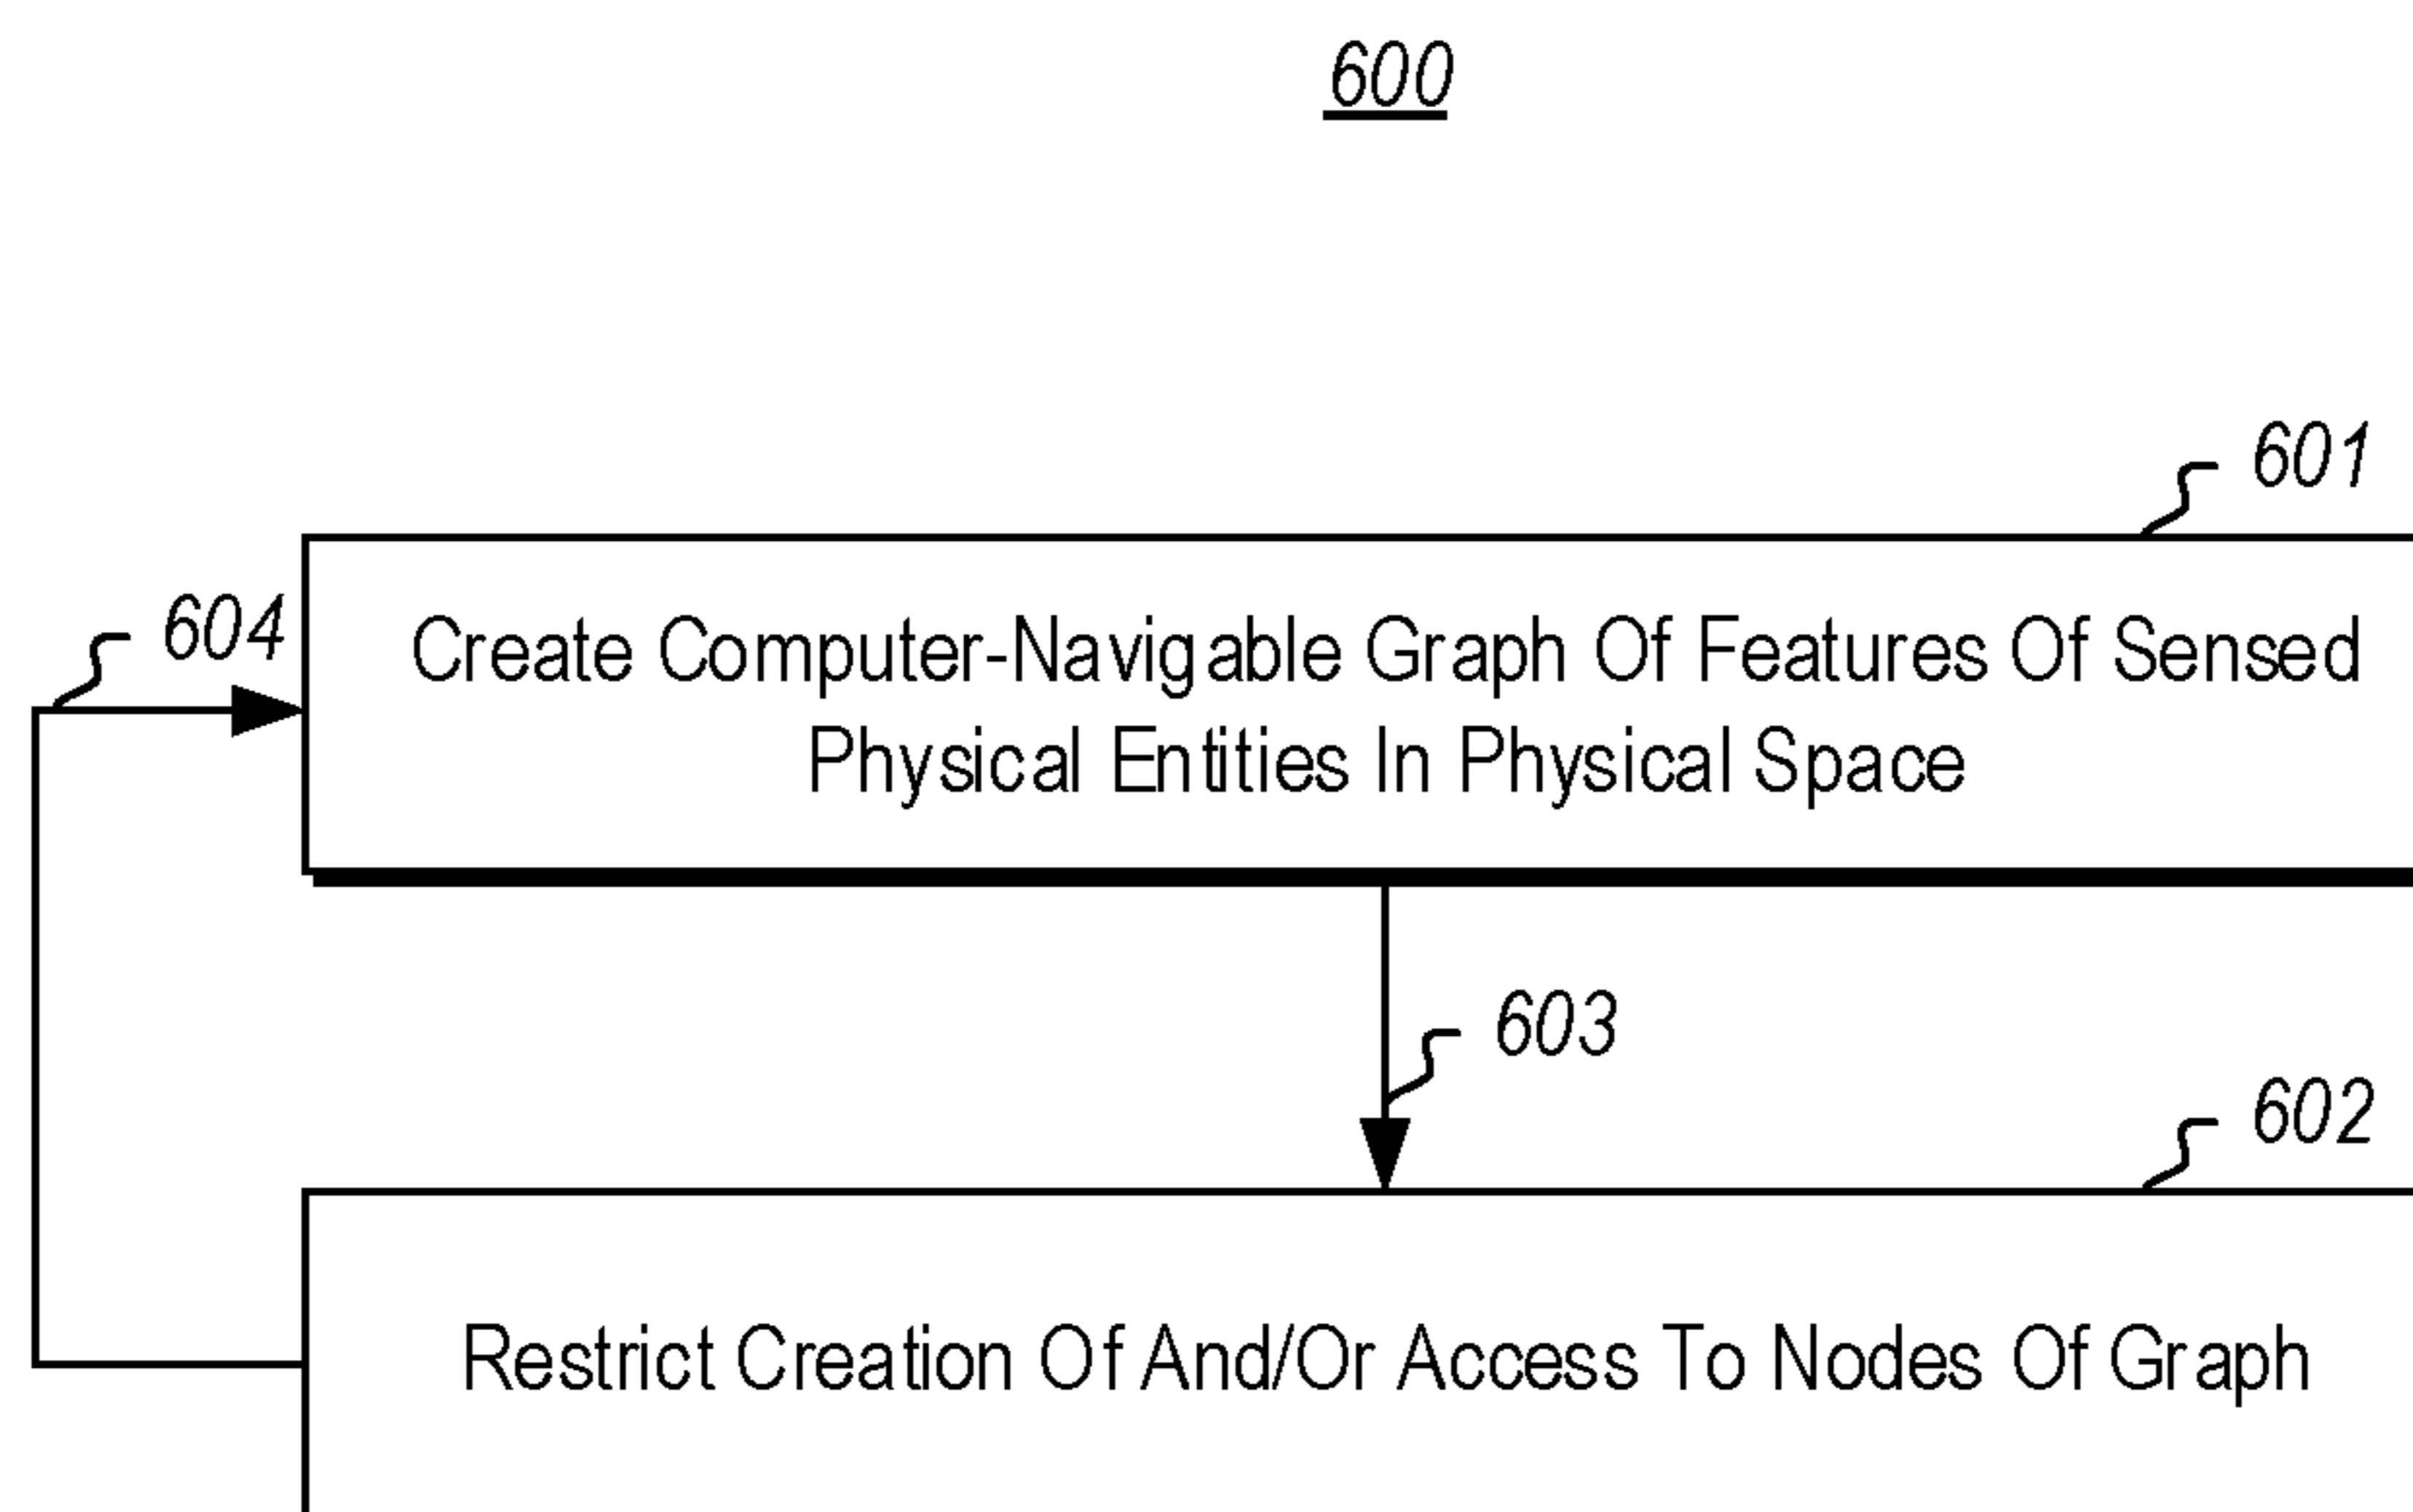 600
601
604
Create Computer-Navigable Graph Of Features Of Sensed
Physical Entities In Physical Space
603
602
Restrict Creation Of And/Or Access To Nodes Of Graph